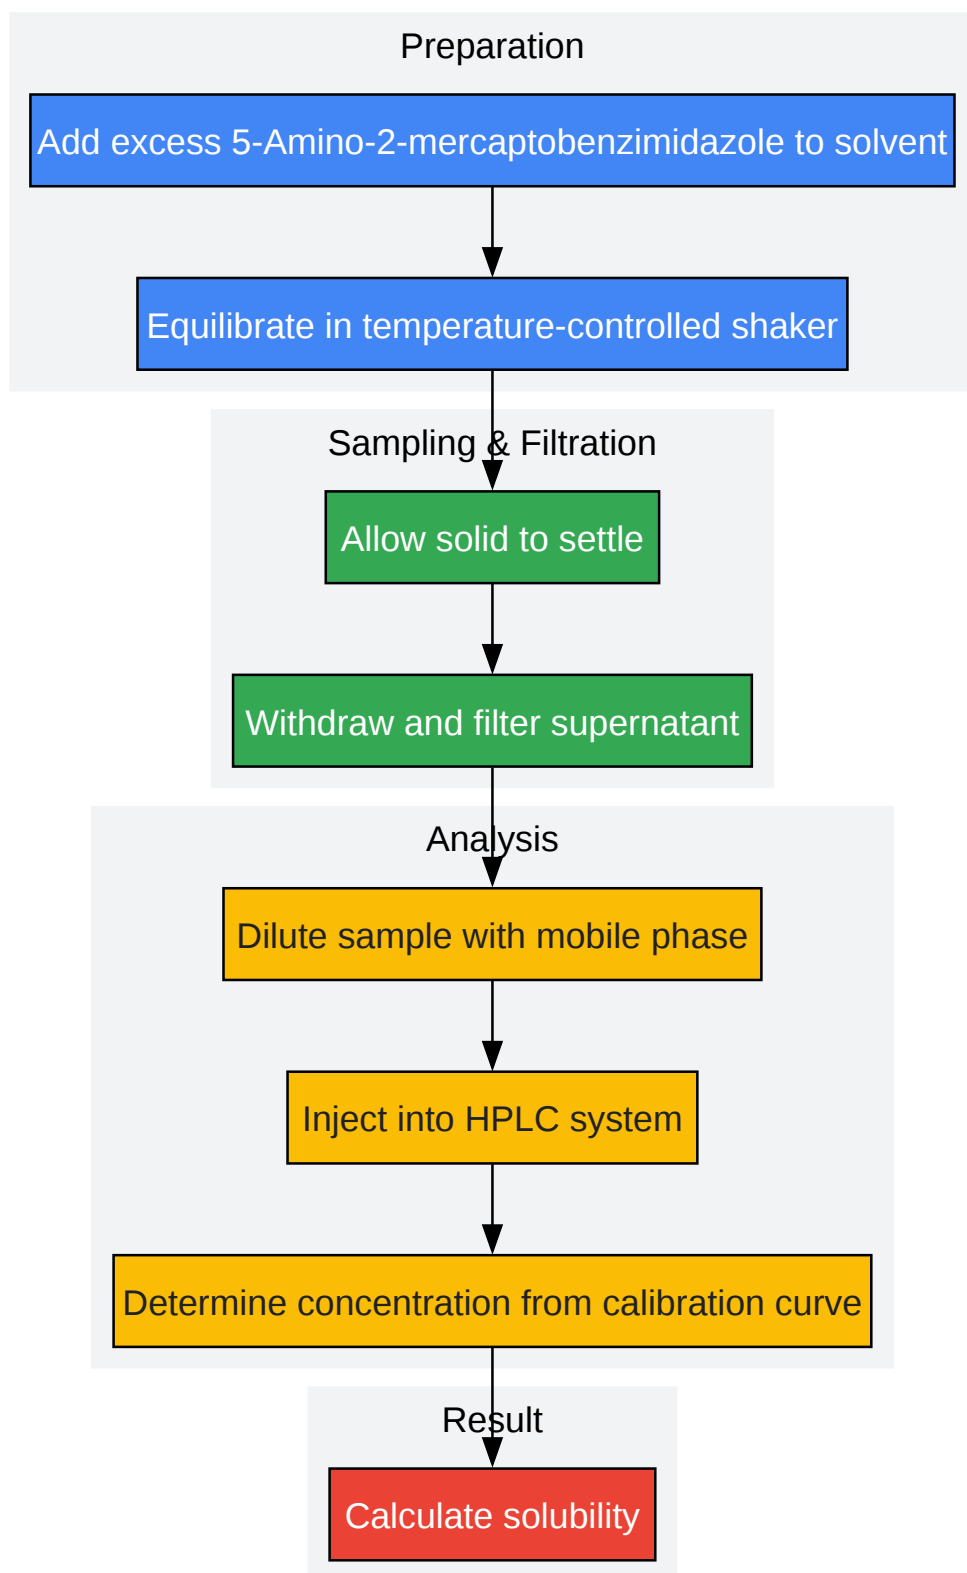 Preparation
Add excess 5-Amino-2-mercaptobenzimidazole to solvent
Equilibrate in temperature-controlled shaker
Sampling & Filtration
Allow solid to settle
Withdraw and filter supernatant
Analysis
Dilute sample with mobile phase
Inject into HPLC system
Determine concentration from calibration curve
Result
Calculate solubility